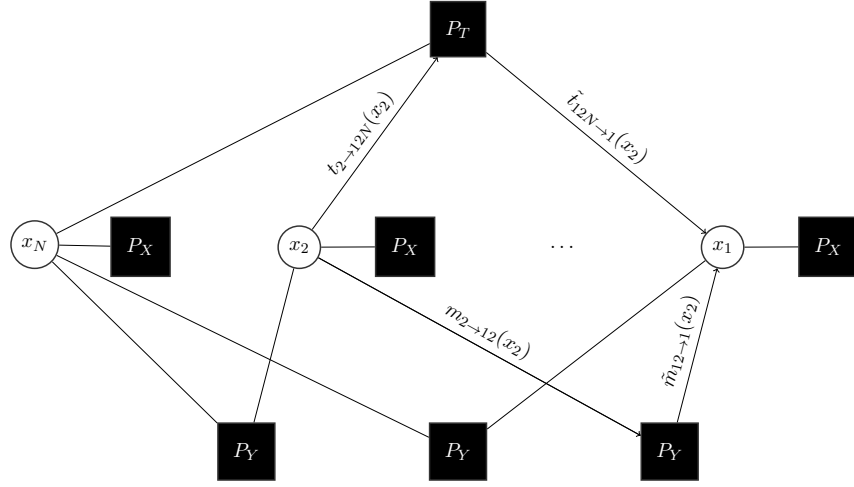 P_T
t_{2→12N}(x_2)
t̃_{12N→1}(x_2)
x_N
P_X
x_2
P_X
...
x_1
P_X
m_{2→12}(x_2)
m̃_{12→1}(x_2)
P_Y
P_Y
P_Y